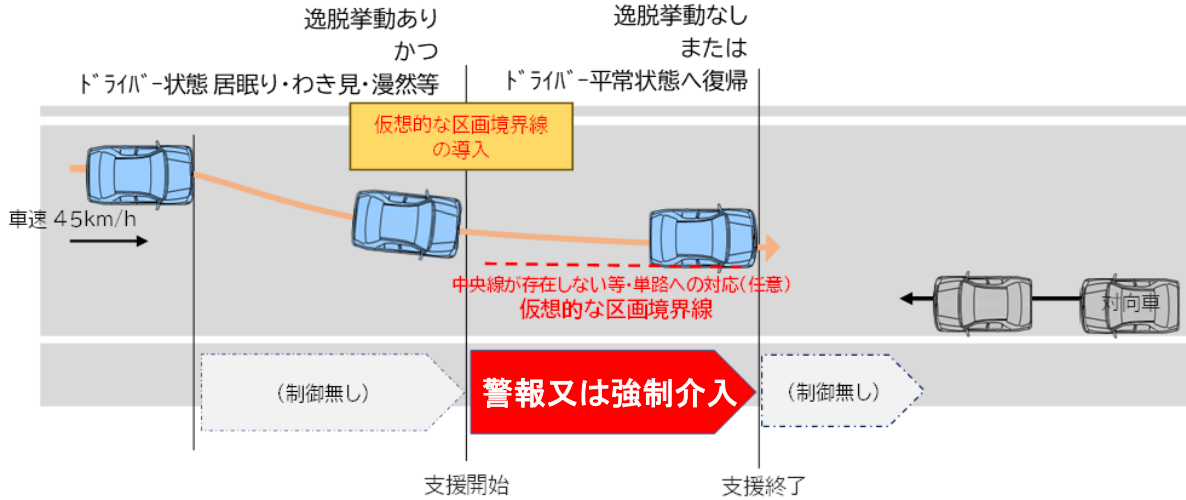 逸脱挙動あり
かつ
ﾄﾞﾗｲﾊﾞｰ状態 居眠り・わき見・漫然等
逸脱挙動なし
または
ﾄﾞﾗｲﾊﾞｰ平常状態へ復帰
仮想的な区画境界線
の導入
車速 45km/h
中央線が存在しない等・単路への対応(任意)
仮想的な区画境界線
対向車
（制御無し）
警報又は強制介入
（制御無し）
支援開始
支援終了